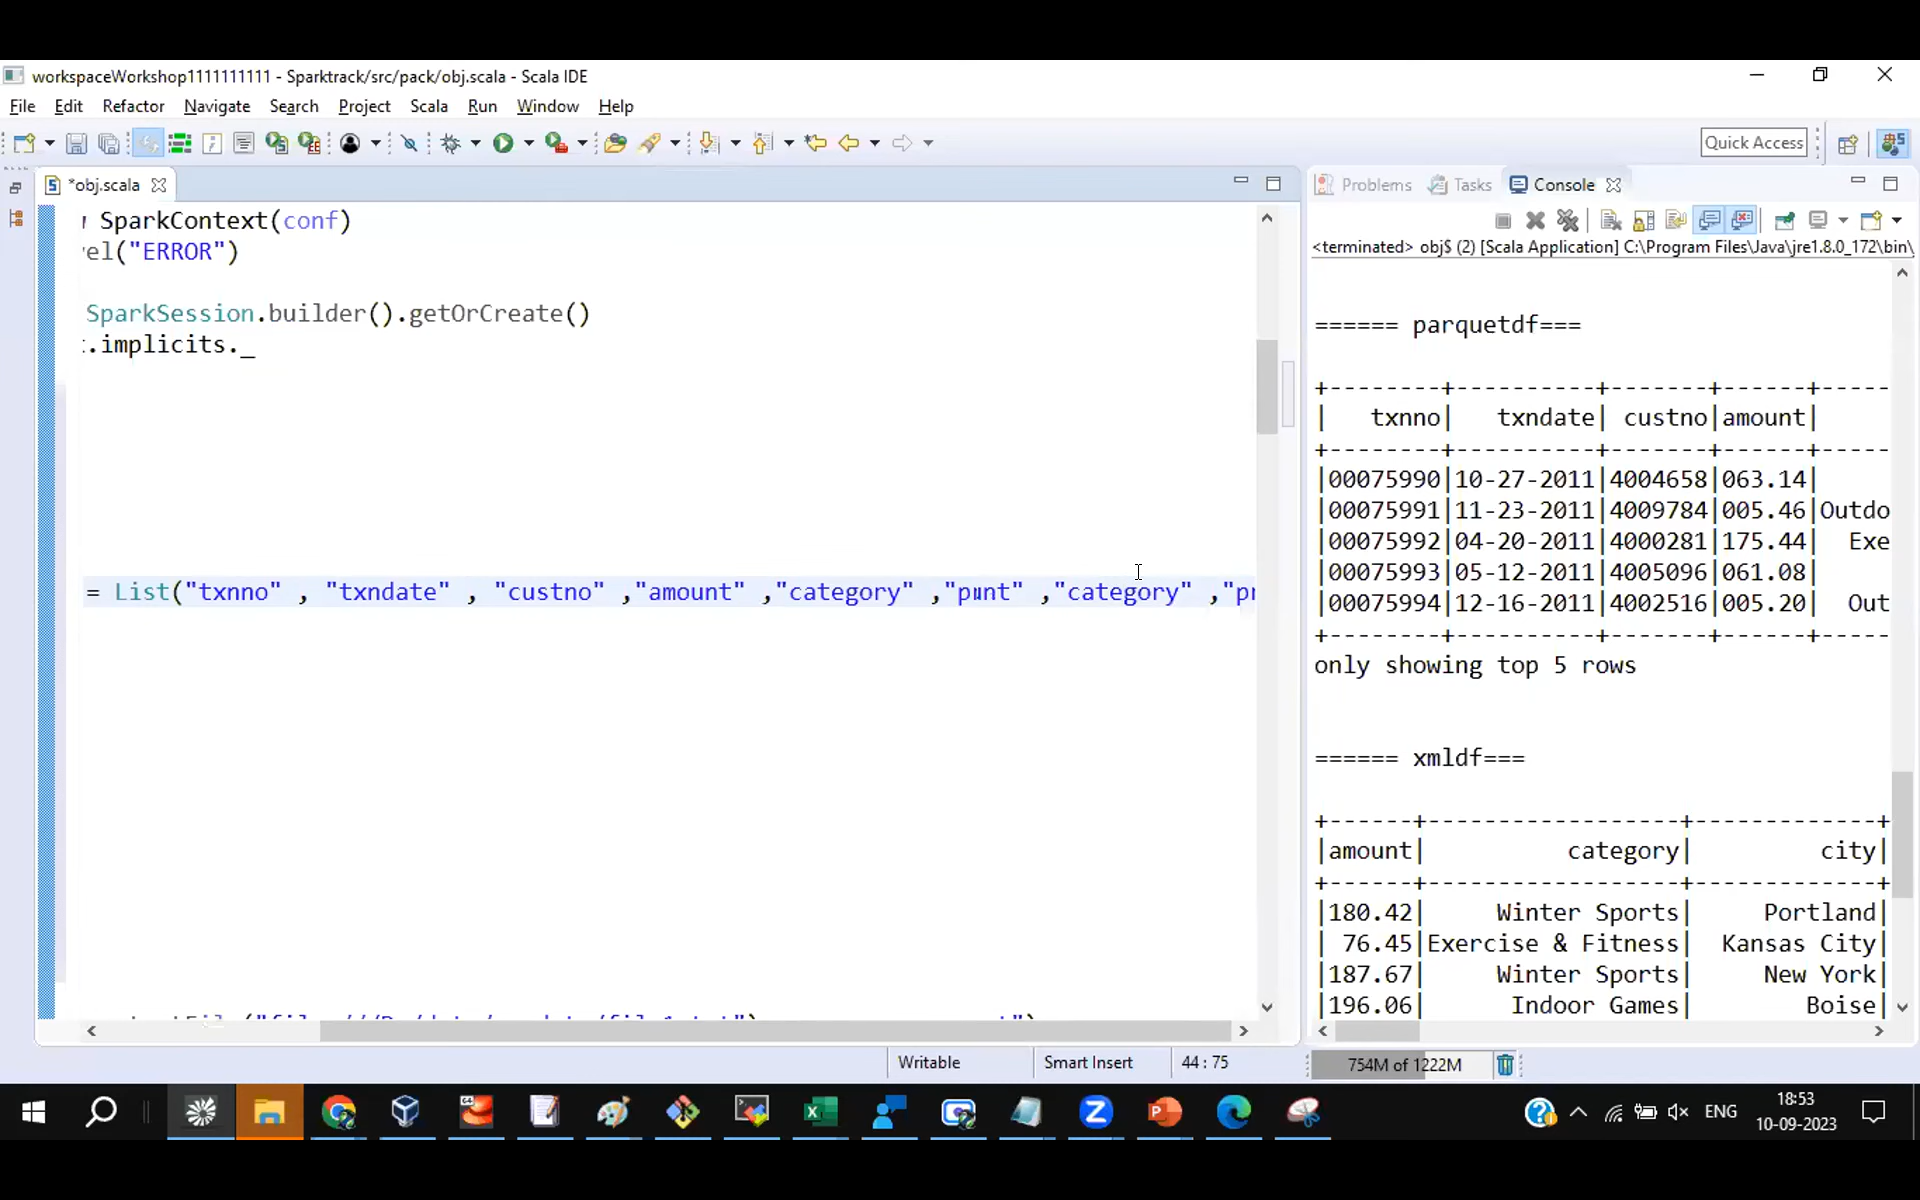 workspaceWorkshop1111111111 - Sparktrack/src/pack/obj.scala - Scala IDE
File Edit Refactor Navigate Search Project Scala Run Window Help
Quick Access
*obj.scala
SparkContext(conf)
el("ERROR")
SparkSession.builder().getOrCreate()
.implicits._
= List("txnno" , "txndate" , "custno" ,"amount" ,"category" , ,"category" ,"pr
Writable
Smart Insert
44 : 75
Problems Tasks Console
<terminated> obj$ (2) [Scala Application] C:\Program Files\Java\jre1.8.0_172\bin\
====== parquetdf===
+--------+----------+-------+------+-----
| txnno| txndate| custno|amount|
+--------+----------+-------+------+-----
|00075990|10-27-2011|4004658|063.14|
|00075991|11-23-2011|4009784|005.46|Outdo
|00075992|04-20-2011|4000281|175.44| Exe
|00075993|05-12-2011|4005096|061.08|
|00075994|12-16-2011|4002516|005.20| Out
+--------+----------+-------+------+-----
only showing top 5 rows
====== xmldf===
+------+------------------+-------------+
|amount| category| city|
+------+------------------+-------------+
|180.42| Winter Sports| Portland|
| 76.45|Exercise & Fitness| Kansas City|
|187.67| Winter Sports| New York|
|196.06| Indoor Games| Boise|
754M of 1222M
ENG
18:53
10-09-2023